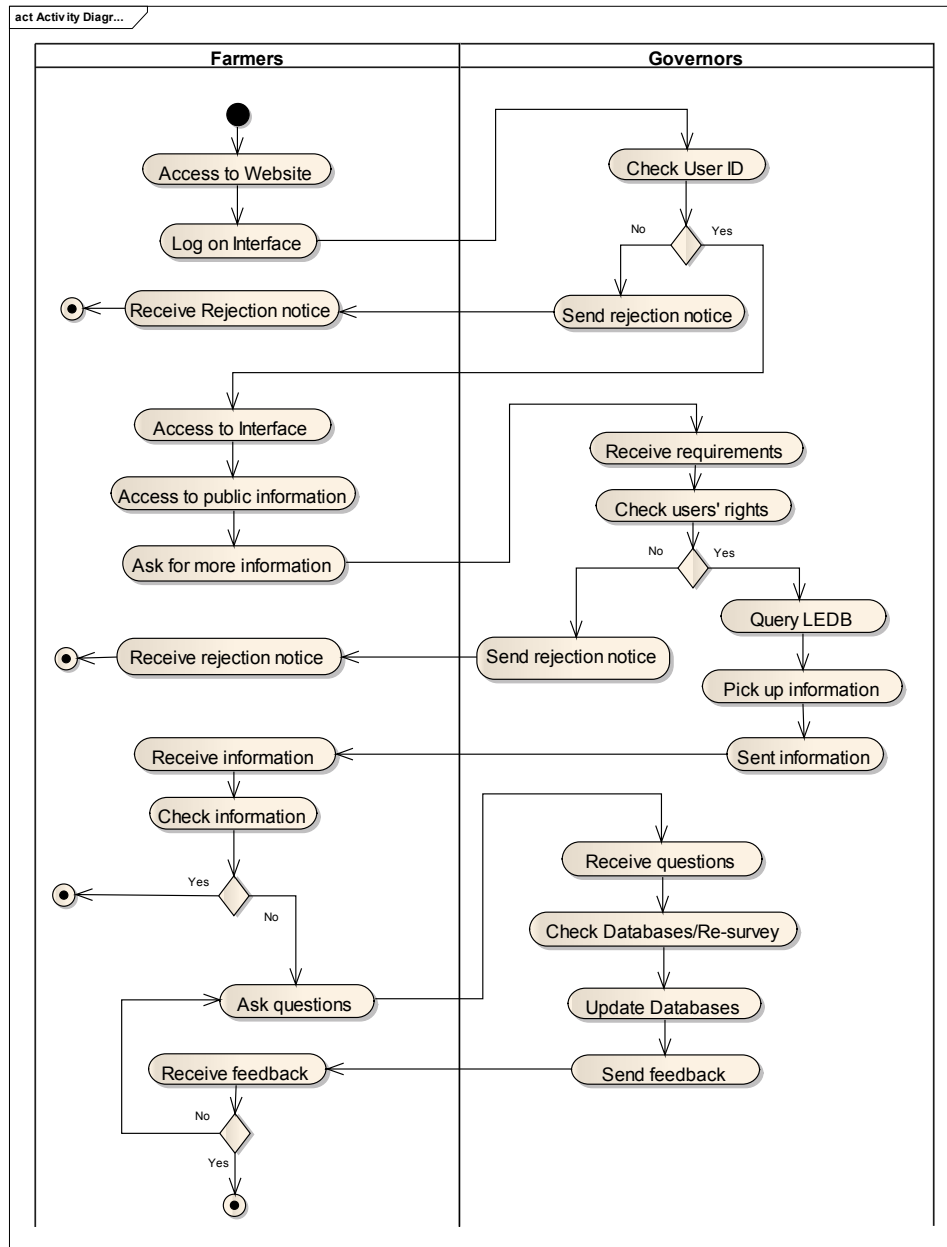 act Activity Diagr...
Farmers
Governors
Access to Website
Check User ID
Log on Interface
No
Yes
Receive Rejection notice
Send rejection notice
Access to Interface
Receive requirements
Access to public information
Check users' rights
Ask for more information
No
Yes
Query LEDB
Receive rejection notice
Send rejection notice
Pick up information
Receive information
Sent information
Check information
Receive questions
Yes
No
Check Databases/Re-survey
Ask questions
Update Databases
Receive feedback
Send feedback
No
Yes